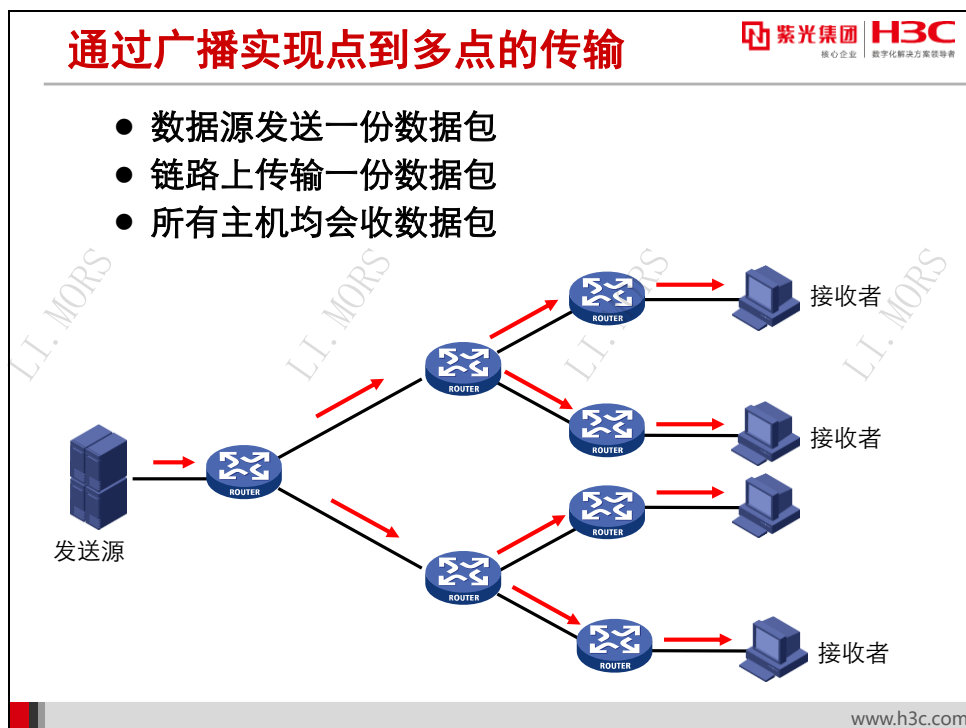 通过广播实现点到多点的传输
紫光集团 H3C
核心企业 数字化解决方案领导者
● 数据源发送一份数据包
● 链路上传输一份数据包
● 所有主机均会收数据包
LI.MORS
LI.MORS
LI.MORS
LI.MORS
ROUTER
接收者
ROUTER
ROUTER
接收者
ROUTER
发送源
ROUTER
ROUTER
ROUTER
接收者
www.h3c.com